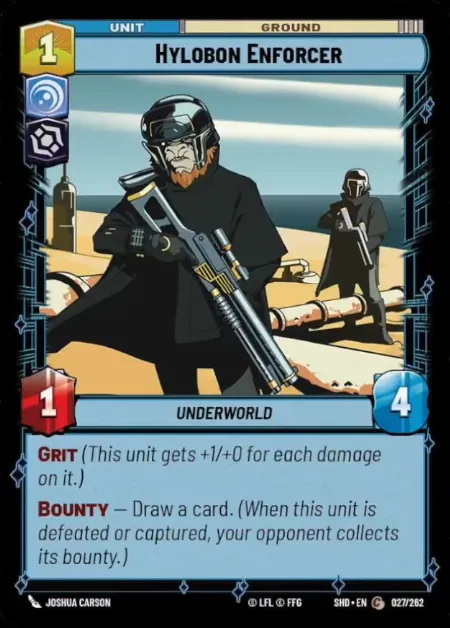 1
UNIT
GROUND
HYLOBON ENFORCER
1
UNDERWORLD
4
GRIT (This unit gets +1/+0 for each damage
on it.)
BOUNTY — Draw a card. (When this unit is
defeated or captured, your opponent collects
its bounty.)
JOSHUA CARSON
© LFL © FFG
SHD • EN C 027/262